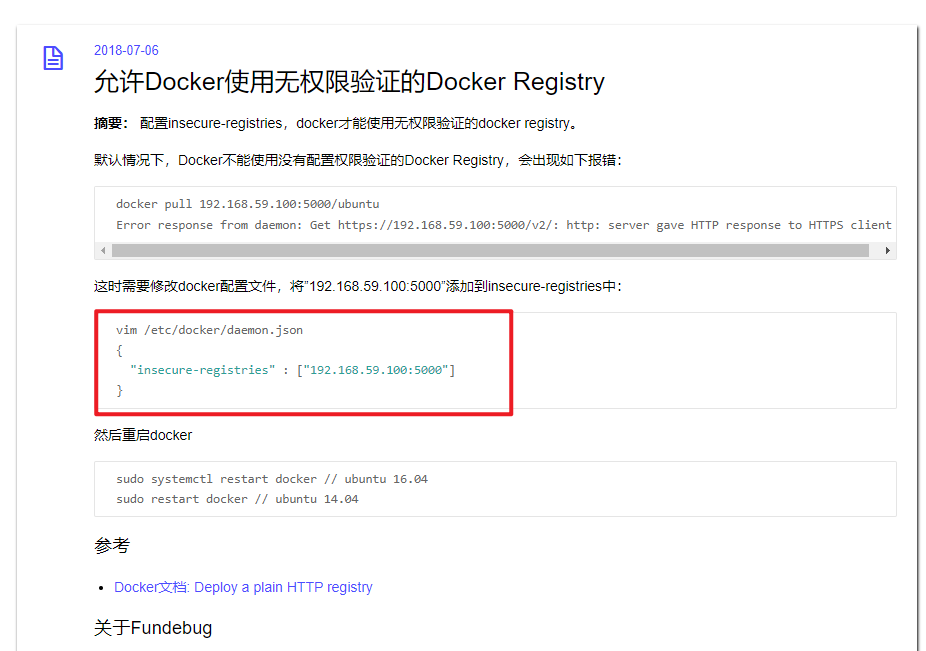 2018-07-06
允许Docker使用无权限验证的Docker Registry
摘要： 配置insecure-registries，docker才能使用无权限验证的docker registry。
默认情况下，Docker不能使用没有配置权限验证的Docker Registry，会出现如下报错：
docker pull 192.168.59.100:5000/ubuntu
Error response from daemon: Get https://192.168.59.100:5000/v2/: http: server gave HTTP response to HTTPS client
这时需要修改docker配置文件，将”192.168.59.100:5000”添加到insecure-registries中：
vim /etc/docker/daemon.json
{
"insecure-registries" : ["192.168.59.100:5000"]
}
然后重启docker
sudo systemctl restart docker // ubuntu 16.04
sudo restart docker // ubuntu 14.04
参考
• Docker文档: Deploy a plain HTTP registry
关于Fundebug